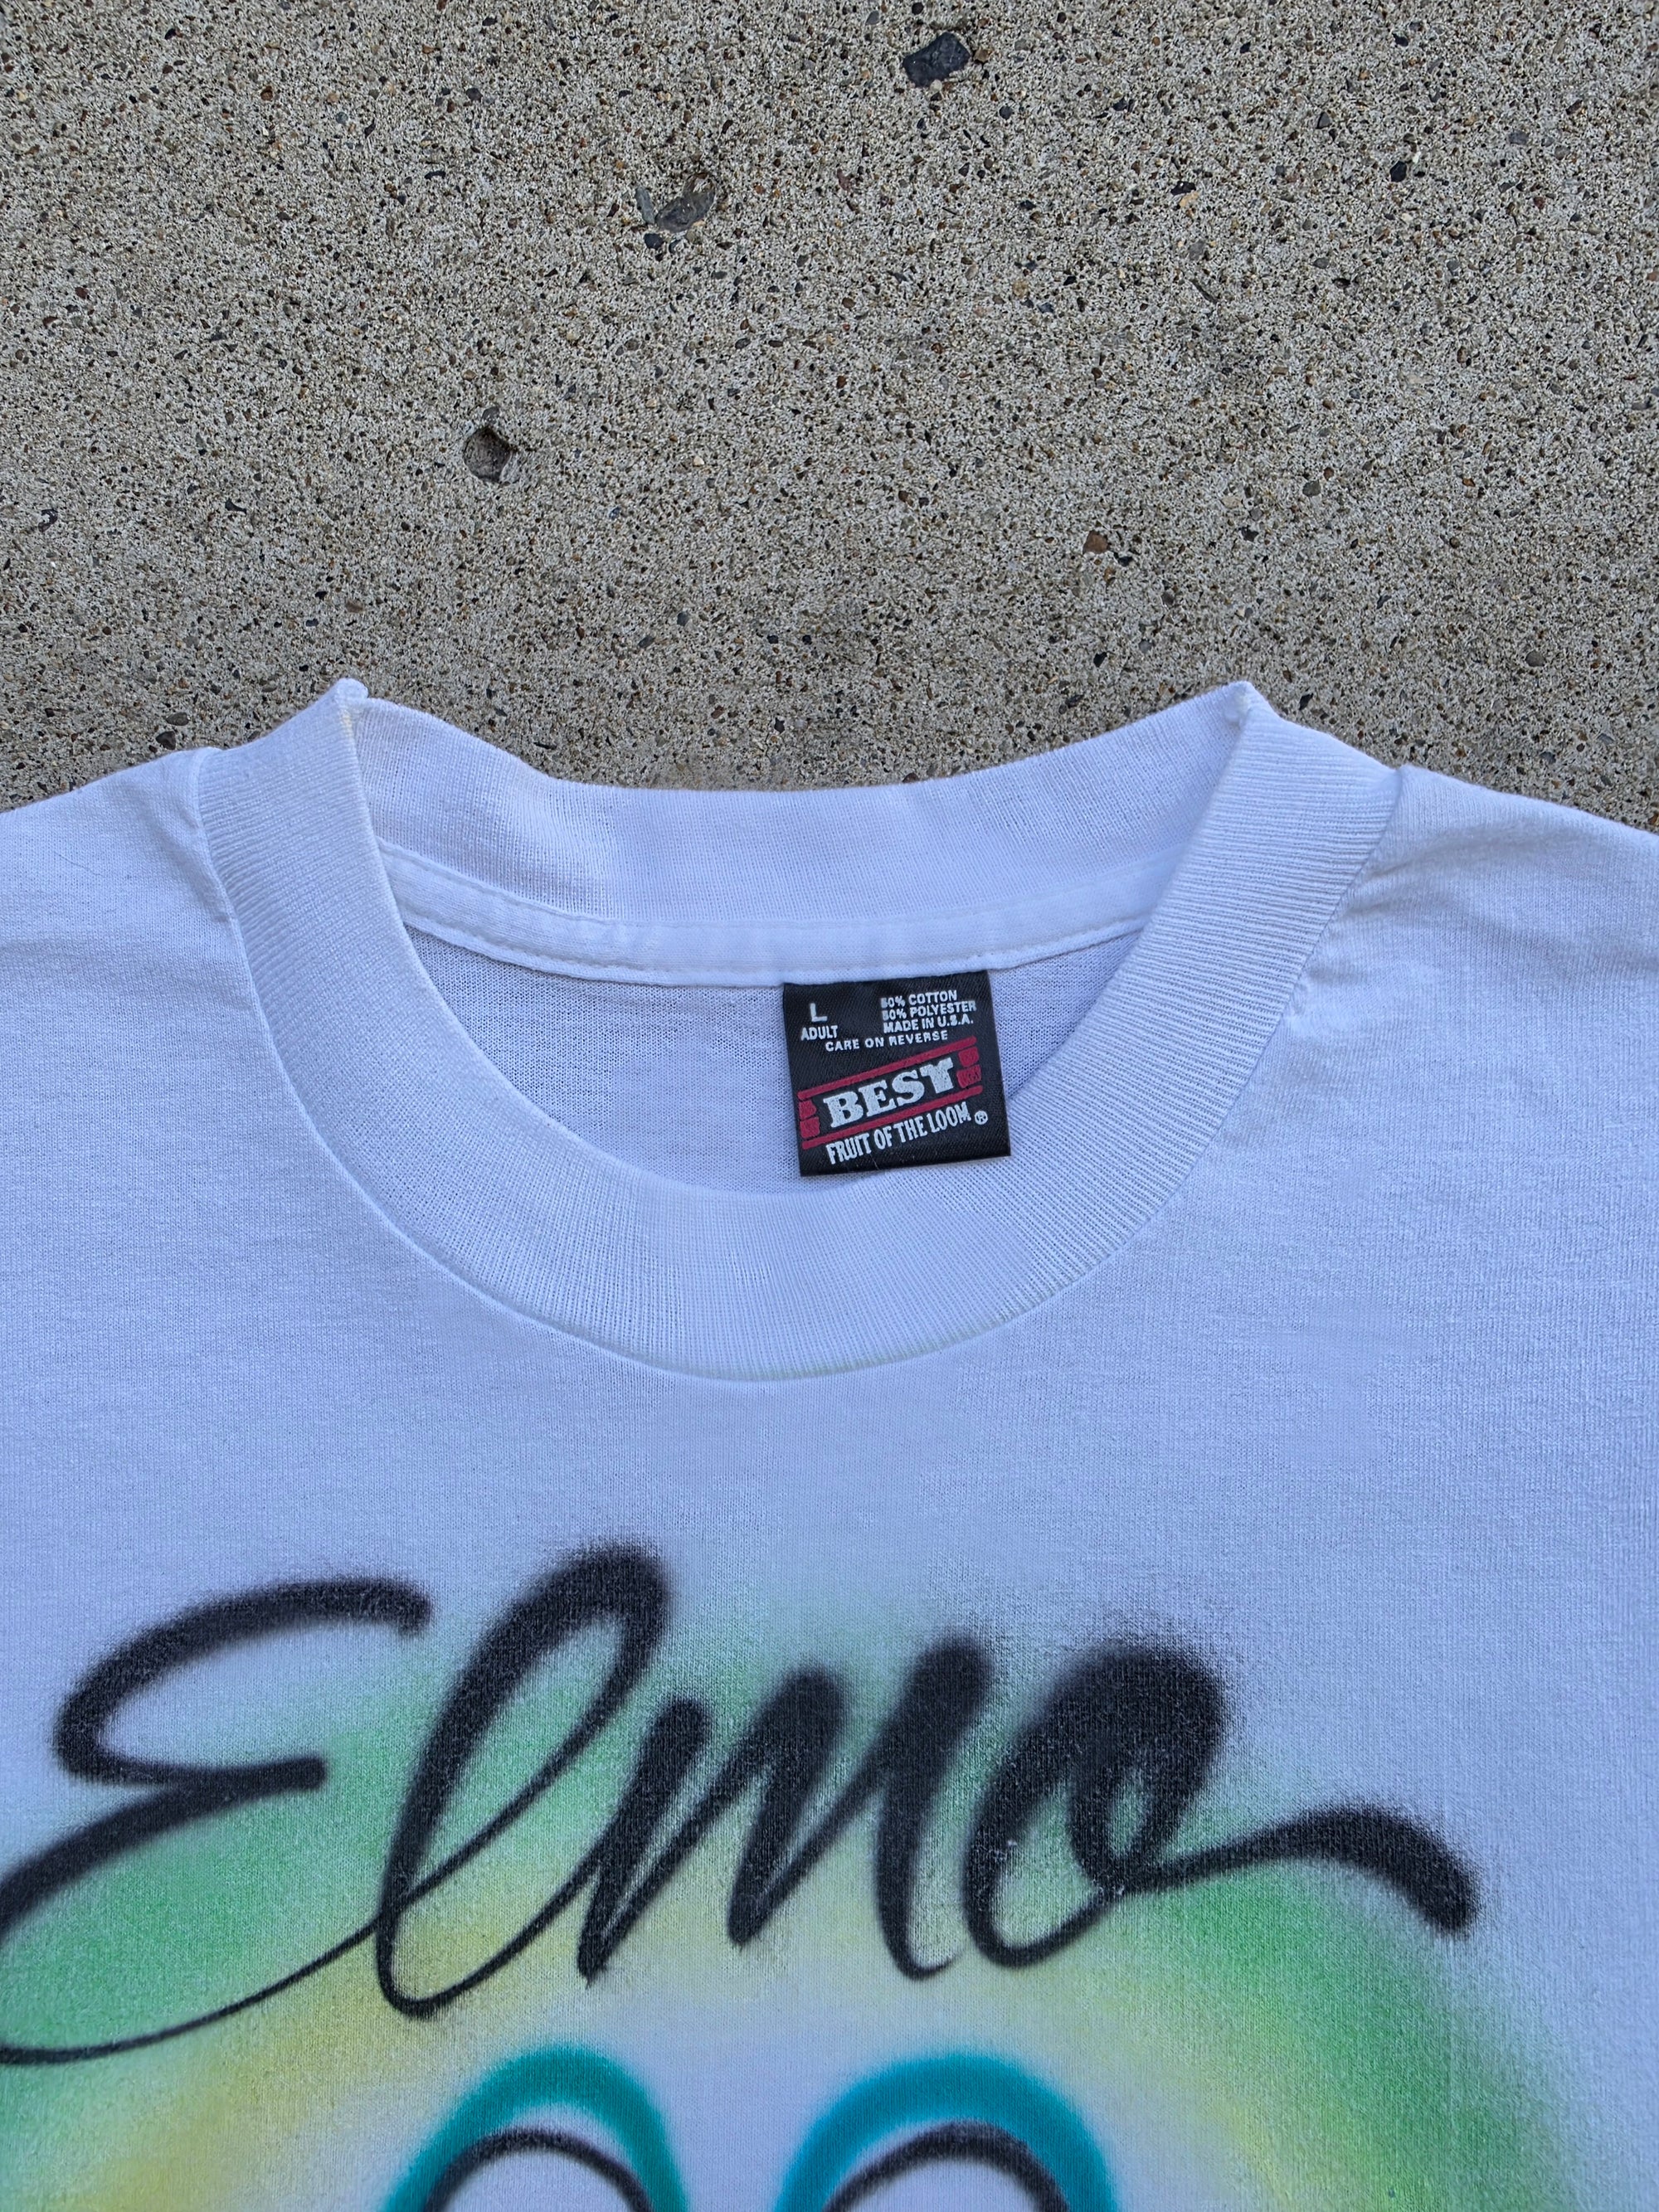 L
ADULT
50% COTTON
50% POLYESTER
MADE IN U.S.A.
CARE ON REVERSE
BEST
FRUIT OF THE LOOM®
Elmo